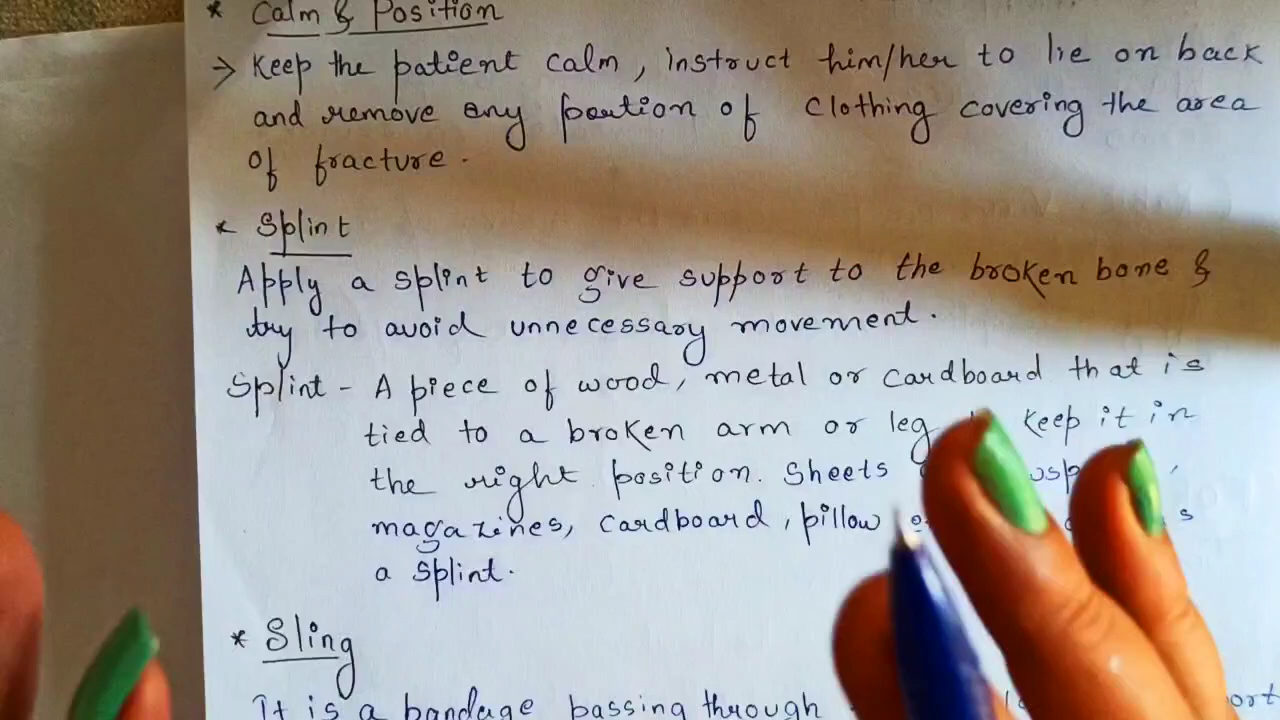 * Calm & Position
→ Keep the patient calm, instruct him/her to lie on back
and remove any portion of clothing covering the area
of fracture.
* Splint
Apply a splint to give support to the broken bone &
try to avoid unnecessary movement.
Splint - A piece of wood, metal or cardboard that is
tied to a broken arm or leg keep it in
the right position. Sheets
magazines, cardboard, pillow
a splint.
* Sling
It is a bandage passing through